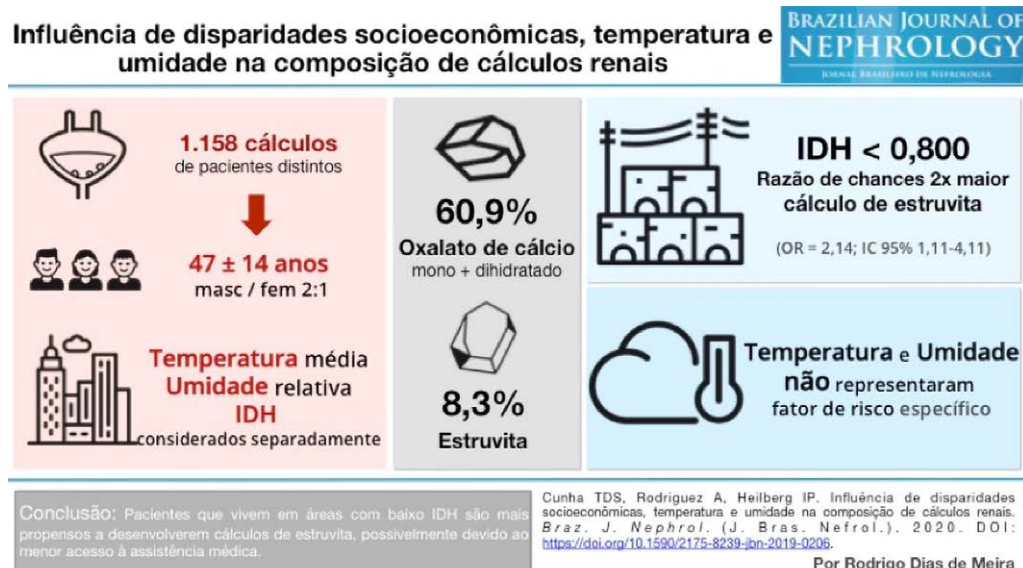 Influência de disparidades socioeconômicas, temperatura e
umidade na composição de cálculos renais
BRAZILIAN JOURNAL OF
NEPHROLOGY
JORNAL BRASILEIRO DE NEFROLOGIA
1.158 cálculos
de pacientes distintos
47 ± 14 anos
masc / fem 2:1
Temperatura média
Umidade relativa
IDH
considerados separadamente
60,9%
Oxalato de cálcio
mono + dihidratado
8,3%
Estruvita
IDH < 0,800
Razão de chances 2x maior
cálculo de estruvita
(OR = 2,14; IC 95% 1,11-4,11)
Temperatura e Umidade
não representaram
fator de risco específico
Conclusão: Pacientes que vivem em áreas com baixo IDH são mais
propensos a desenvolverem cálculos de estruvita, possivelmente devido ao
menor acesso à assistência médica.
Cunha TDS, Rodriguez A, Heilberg IP. Influência de disparidades
socioeconômicas, temperatura e umidade na composição de cálculos renais.
Braz. J. Nephrol. (J. Bras. Nefrol.). 2020. DOI:
https://doi.org/10.1590/2175-8239-jbn-2019-0206.
Por Rodrigo Dias de Meira